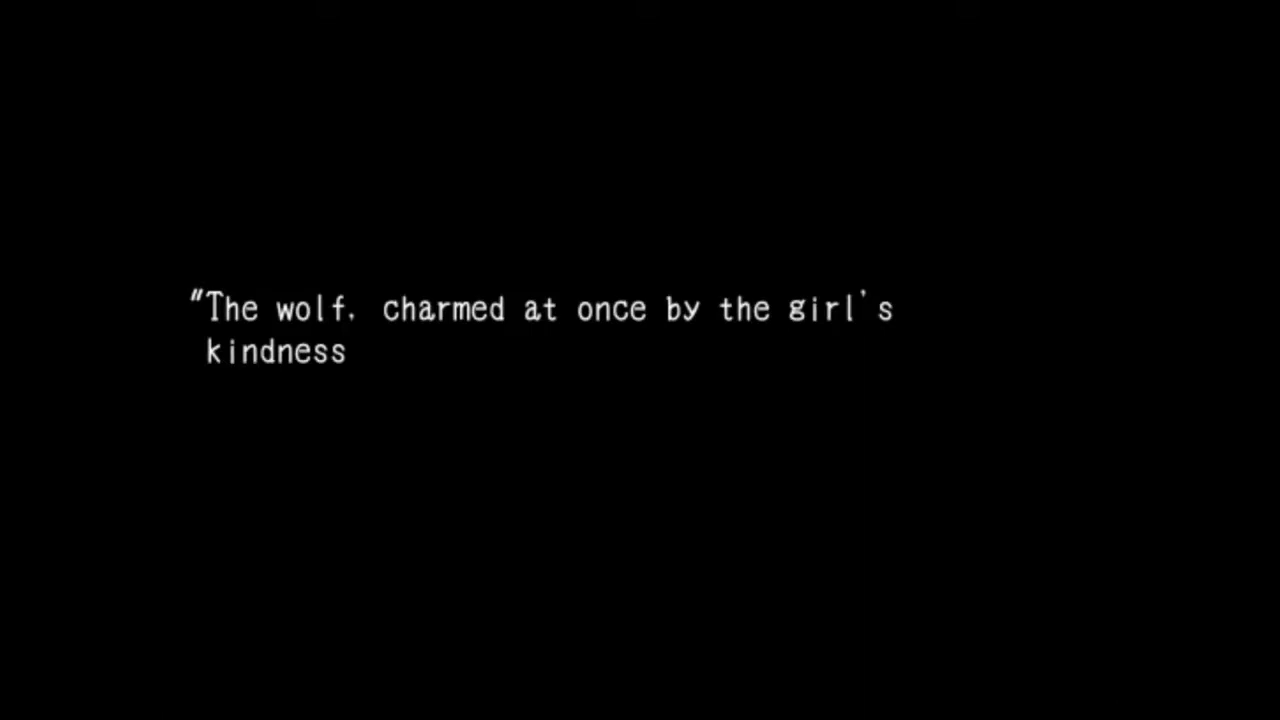 "The wolf, charmed at once by the girl's
kindness